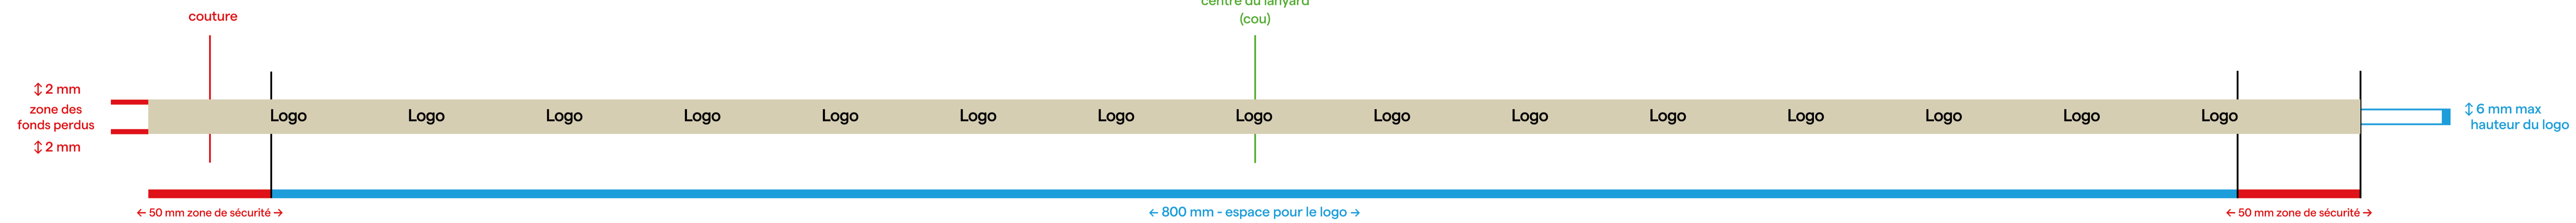 couture
centre du lanyard
(cou)
↕ 2 mm
zone des
fonds perdus
↕ 2 mm
Logo Logo Logo Logo Logo Logo Logo Logo Logo Logo Logo Logo Logo Logo Logo
↕ 6 mm max
hauteur du logo
← 50 mm zone de sécurité →
← 800 mm - espace pour le logo →
← 50 mm zone de sécurité →